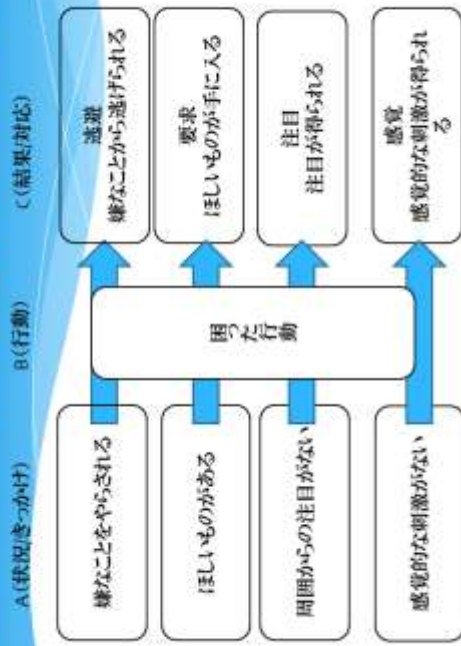 A(状況/きっかけ)
B(行動)
C(結果/対応)
嫌なことをやらされる
ほしいものがある
周囲からの注目がない
感覚的な刺激がない
困った行動
逃避
嫌なことから逃げられる
要求
ほしいものが手に入る
注目
注目が得られる
感覚
感覚的な刺激が得られ
る